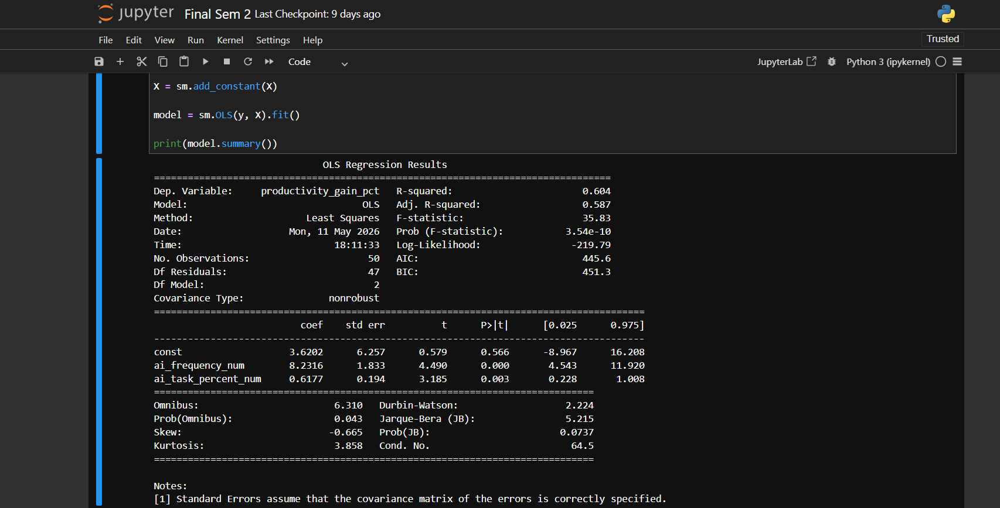 jupyter Final Sem 2 Last Checkpoint: 9 days ago
File Edit View Run Kernel Settings Help Trusted
Code JupyterLab Python 3 (ipykernel)
X = sm.add_constant(X)
model = sm.OLS(y, X).fit()
print(model.summary())
OLS Regression Results
==============================================================================
Dep. Variable: productivity_gain_pct R-squared: 0.604
Model: OLS Adj. R-squared: 0.587
Method: Least Squares F-statistic: 35.83
Date: Mon, 11 May 2026 Prob (F-statistic): 3.54e-10
Time: 18:11:33 Log-Likelihood: -219.79
No. Observations: 50 AIC: 445.6
Df Residuals: 47 BIC: 451.3
Df Model: 2
Covariance Type: nonrobust
=======================================================================================
coef std err t P>|t| [0.025 0.975]
---------------------------------------------------------------------------------------
const 3.6202 6.257 0.579 0.566 -8.967 16.208
ai_frequency_num 8.2316 1.833 4.490 0.000 4.543 11.920
ai_task_percent_num 0.6177 0.194 3.185 0.003 0.228 1.008
==============================================================================
Omnibus: 6.310 Durbin-Watson: 2.224
Prob(Omnibus): 0.043 Jarque-Bera (JB): 5.215
Skew: -0.665 Prob(JB): 0.0737
Kurtosis: 3.858 Cond. No. 64.5
==============================================================================
Notes:
[1] Standard Errors assume that the covariance matrix of the errors is correctly specified.